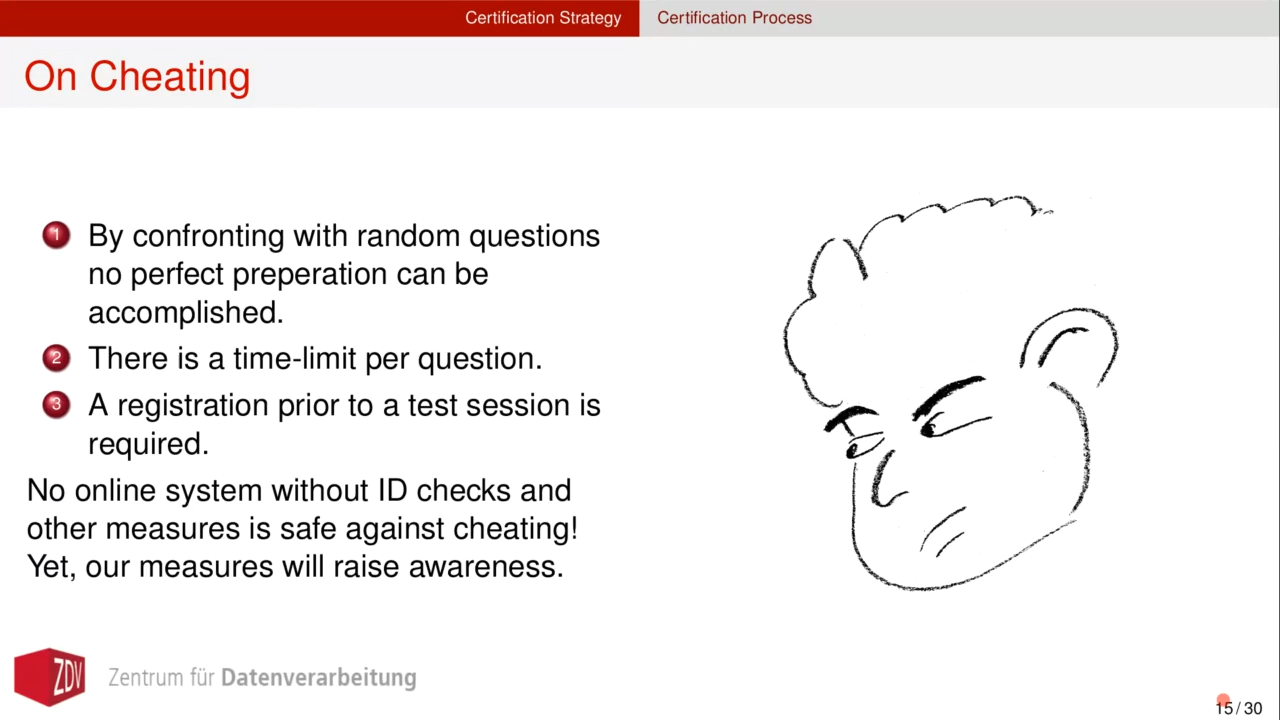 Certification Strategy
Certification Process
On Cheating
1 By confronting with random questions
no perfect preperation can be
accomplished.
2 There is a time-limit per question.
3 A registration prior to a test session is
required.
No online system without ID checks and
other measures is safe against cheating!
Yet, our measures will raise awareness.
ZDV
Zentrum für Datenverarbeitung
15 / 30